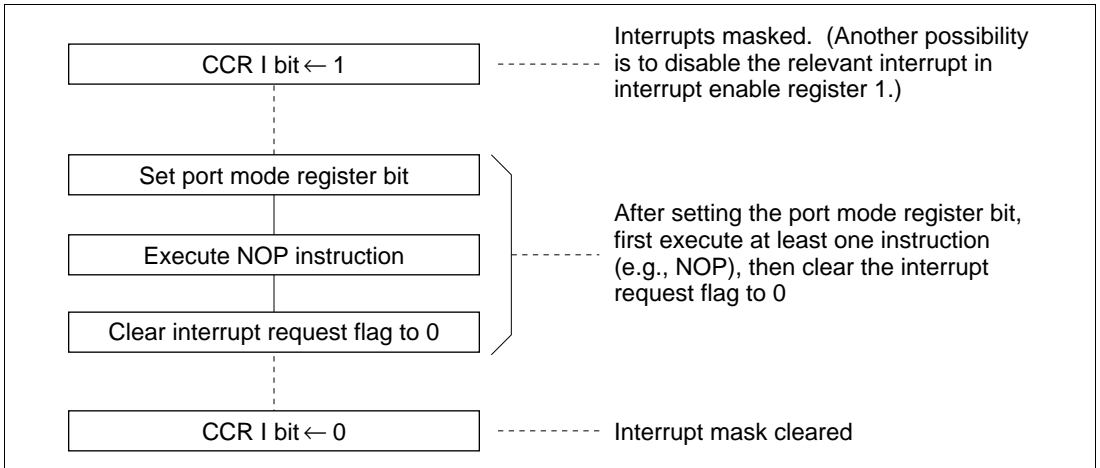 CCR I bit ← 1
Interrupts masked. (Another possibility
is to disable the relevant interrupt in
interrupt enable register 1.)
Set port mode register bit
Execute NOP instruction
Clear interrupt request flag to 0
After setting the port mode register bit,
first execute at least one instruction
(e.g., NOP), then clear the interrupt
request flag to 0
CCR I bit ← 0
Interrupt mask cleared